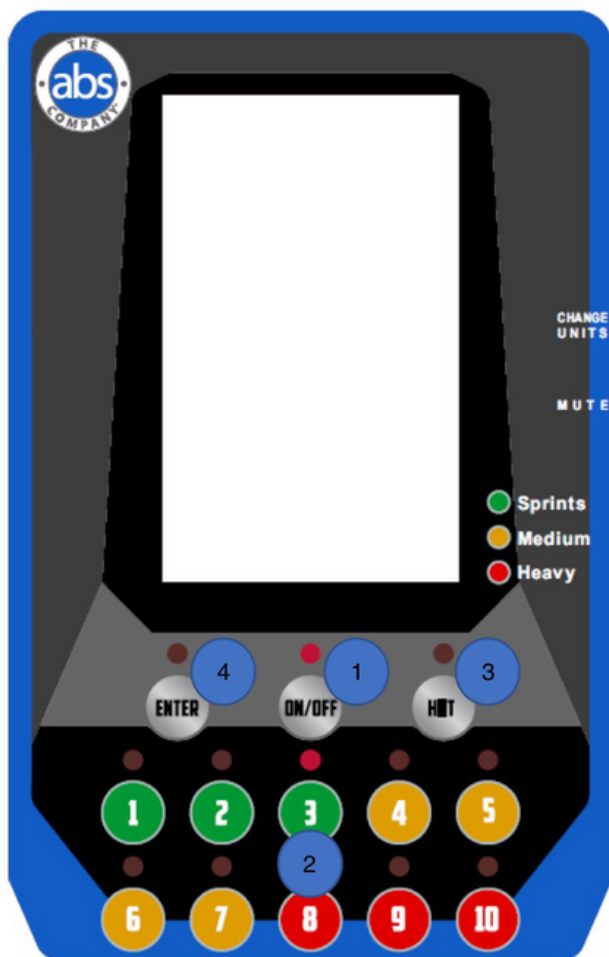 THE
abs
COMPANY
CHANGE
UNITS
MUTE
Sprints
Medium
Heavy
4 1 3
ENTER ON/OFF
1 2 3 4 5
2
6 7 8 9 10